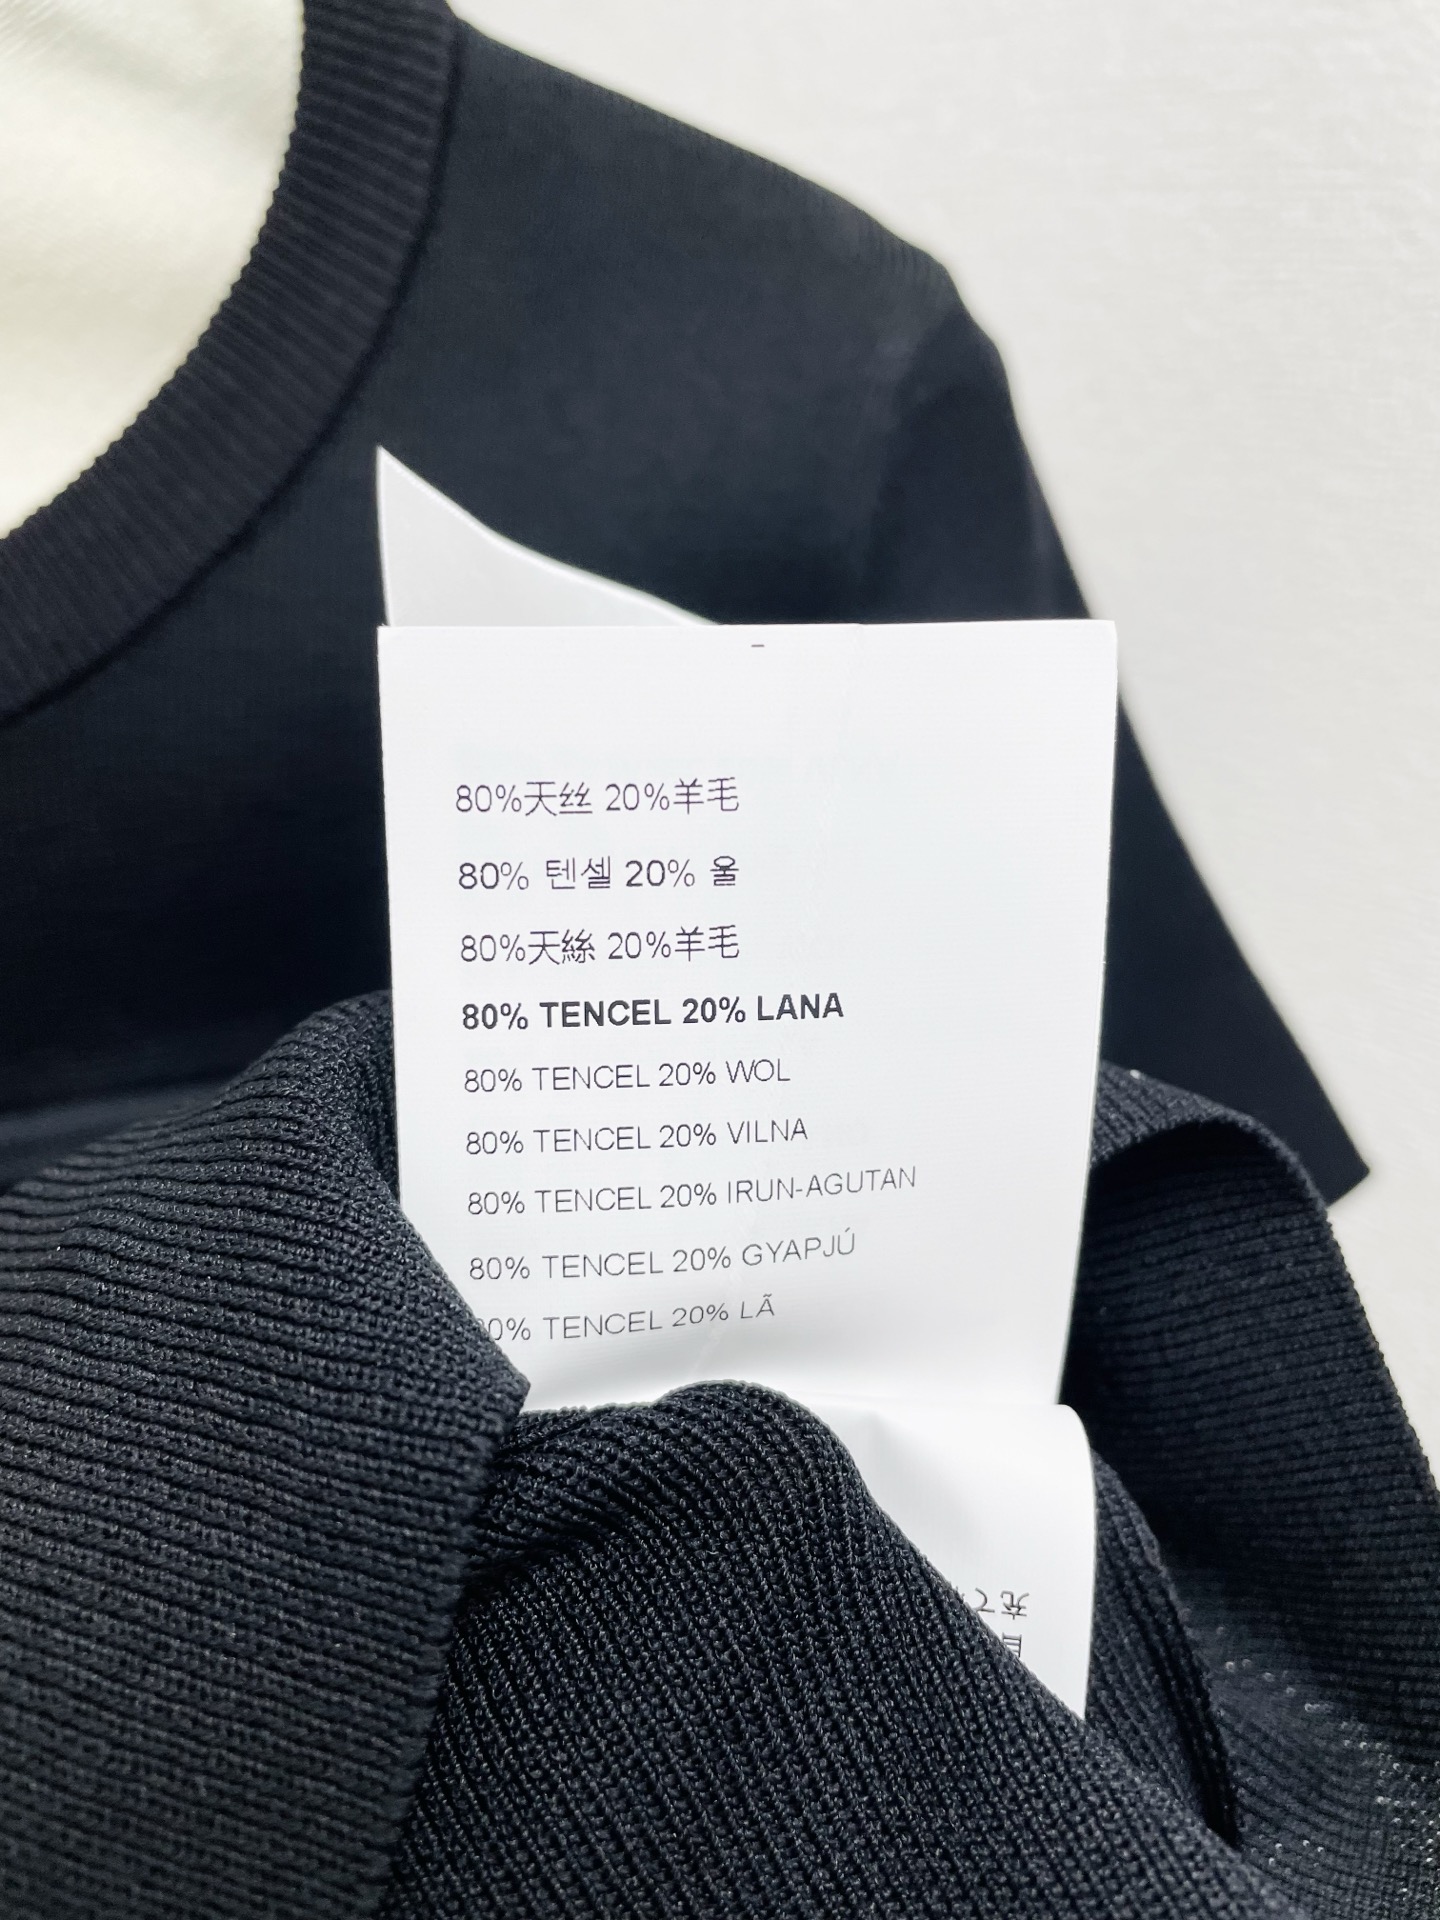 80%天丝 20%羊毛
80% 텐셀 20% 울
80%天絲 20%羊毛
80% TENCEL 20% LANA
80% TENCEL 20% WOL
80% TENCEL 20% VILNA
80% TENCEL 20% IRUN-AGUTAN
80% TENCEL 20% GYAPJÚ
80% TENCEL 20% LÃ